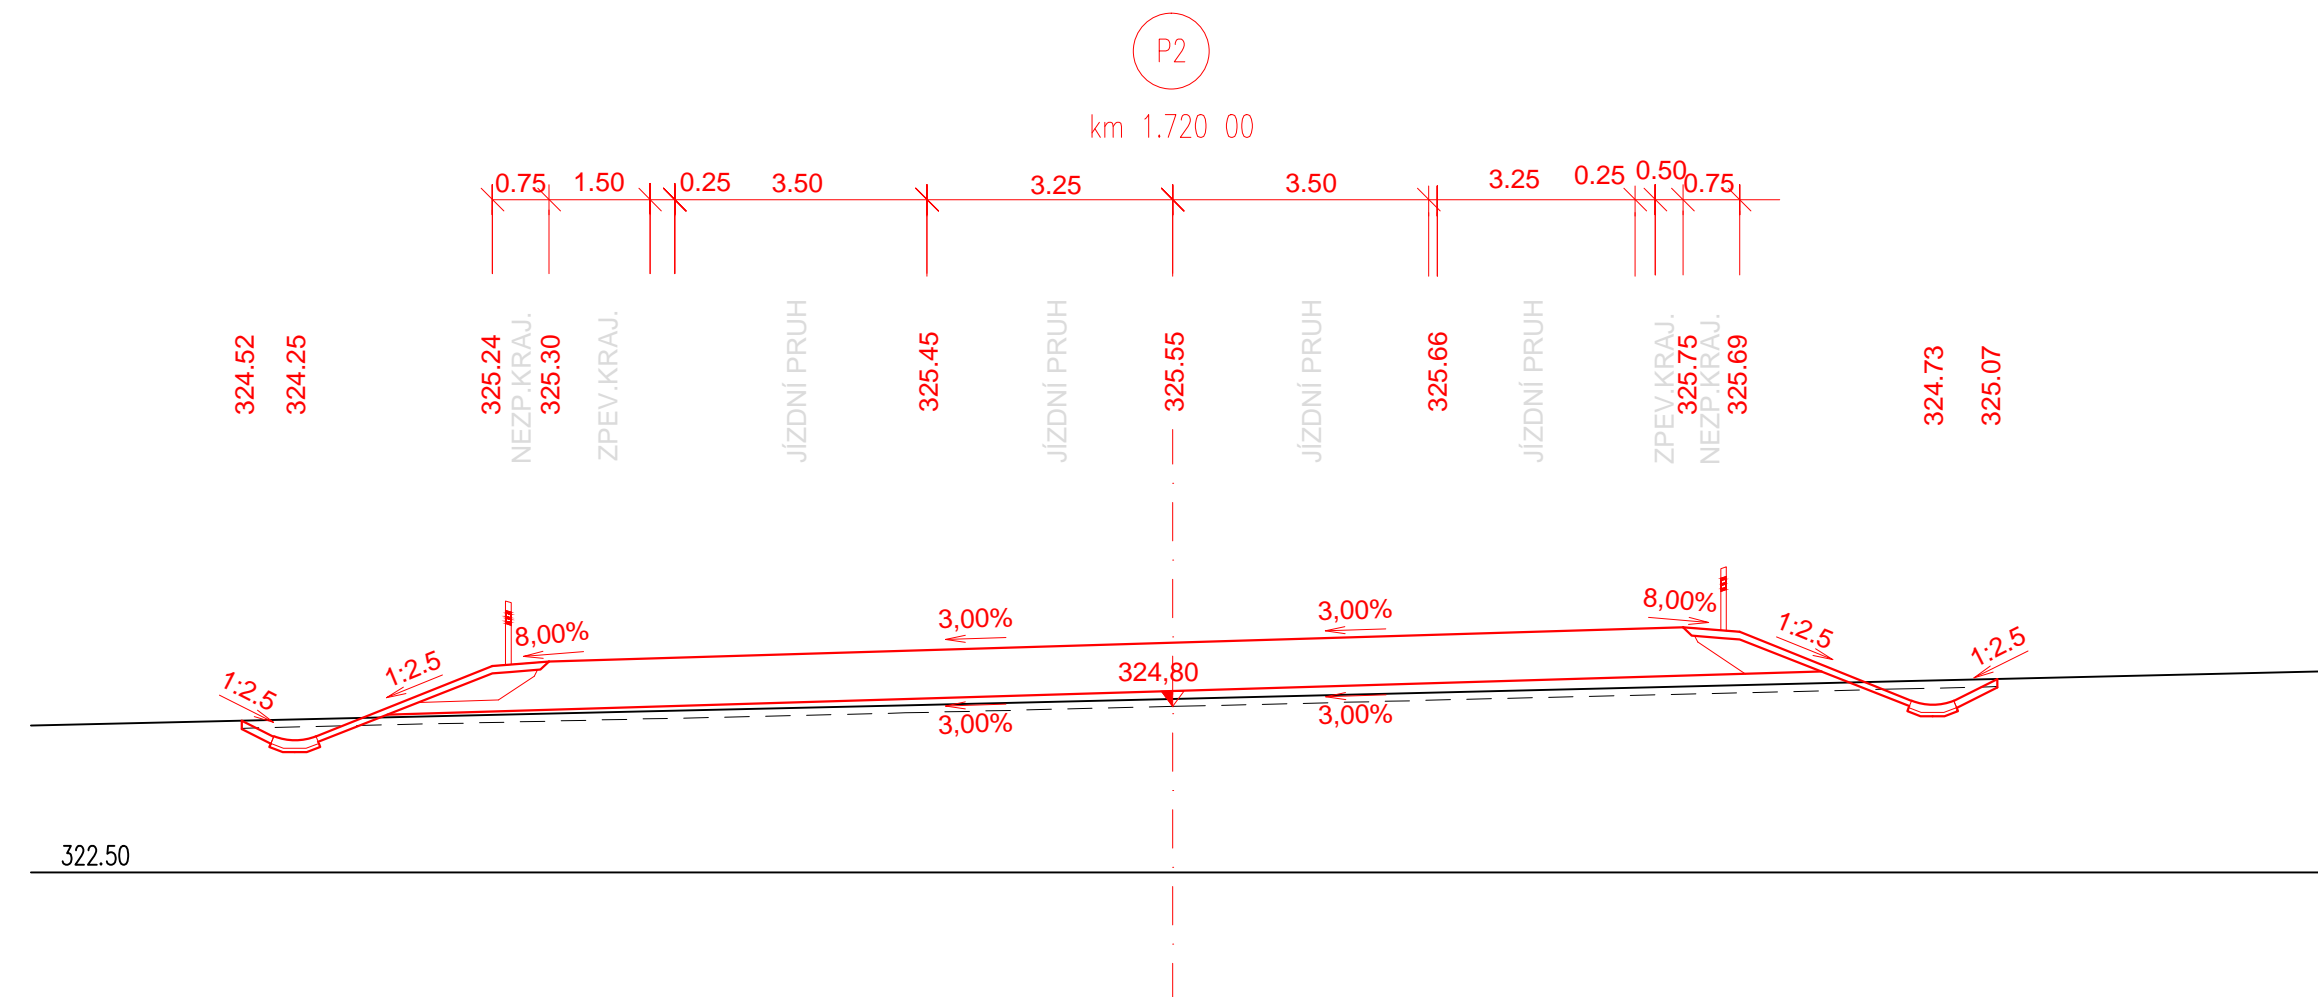 P2
km 1.720 00
0.75 1.50 0.25 3.50 3.25 3.50 3.25 0.25 0.50 0.75
324.52
324.25
325.24
NEZP.KRAJ.
325.30
ZPEV.KRAJ.
JÍZDNÍ PRUH
325.45
JÍZDNÍ PRUH
325.55
JÍZDNÍ PRUH
325.66
JÍZDNÍ PRUH
ZPEV.KRAJ.
325.75
NEZP.KRAJ.
325.69
324.73
325.07
1:2.5
1:2.5
8,00%
3,00%
3,00%
8,00%
1:2.5
1:2.5
324,80
3,00%
3,00%
322.50